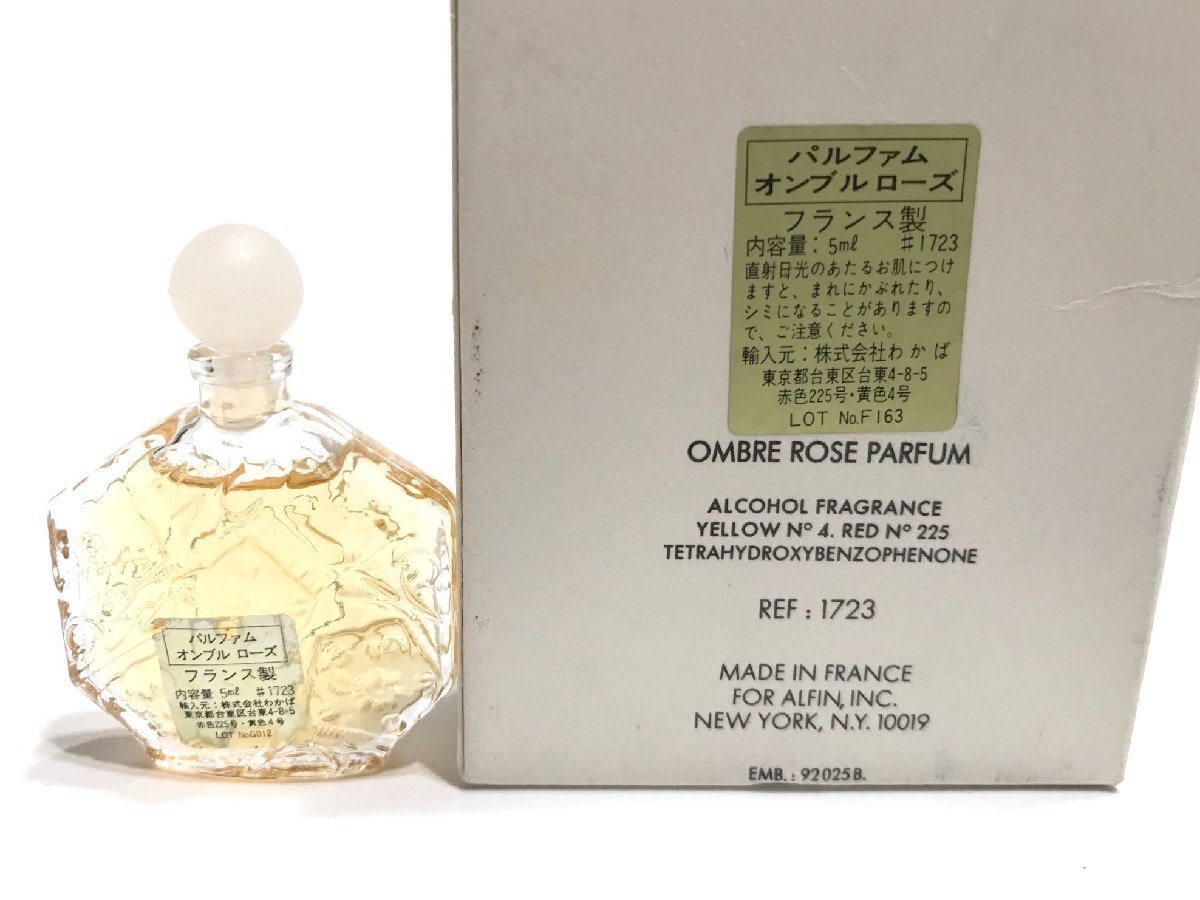 パルファム
オンブル ローズ
フランス製
内容量：5ml ♯1723
直射日光のあたるお肌につけ
ますと、まれにかぶれたり、
シミになることがありますの
で、ご注意ください。
輸入元：株式会社わかば
東京都台東区台東4-8-5
赤色225号・黄色4号
LOT No.F163
OMBRE ROSE PARFUM
ALCOHOL FRAGRANCE
YELLOW Nº 4. RED Nº 225
TETRAHYDROXYBENZOPHENONE
REF : 1723
MADE IN FRANCE
FOR ALFIN, INC.
NEW YORK, N.Y. 10019
EMB. : 92025B.
パルファム
オンブル ローズ
フランス製
内容量 5ml ♯1723
輸入元：株式会社わかば
東京都台東区台東4-8-5
赤色225号・黄色4号
LOT No.G012